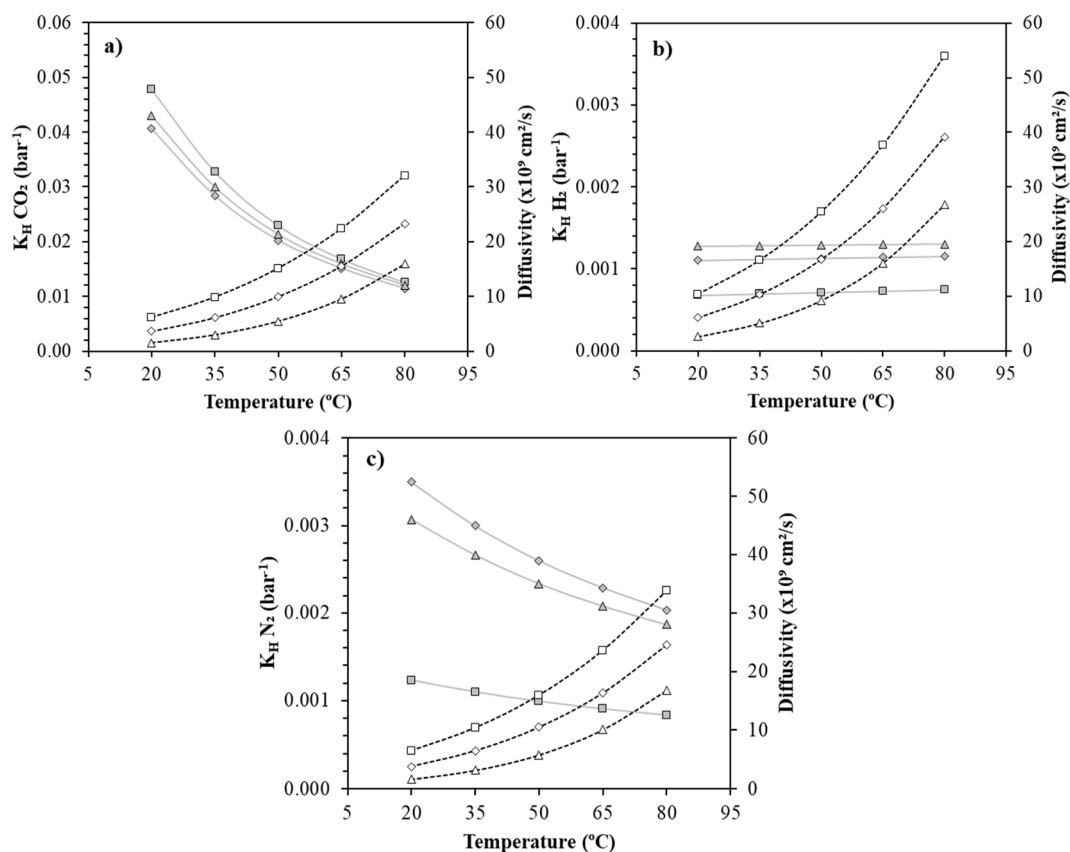 a)
0.06
0.05
0.04
0.03
0.02
0.01
0.00
K_H CO₂ (bar⁻¹)
60
50
40
30
20
10
0
Diffusivity (x10⁹ cm²/s)
5 20 35 50 65 80 95
Temperature (ºC)
b)
0.004
0.003
0.002
0.001
0.000
K_H H₂ (bar⁻¹)
60
50
40
30
20
10
0
Diffusivity (x10⁹ cm²/s)
5 20 35 50 65 80 95
Temperature (ºC)
c)
0.004
0.003
0.002
0.001
0.000
K_H N₂ (bar⁻¹)
60
50
40
30
20
10
0
Diffusivity (x10⁹ cm²/s)
5 20 35 50 65 80 95
Temperature (ºC)